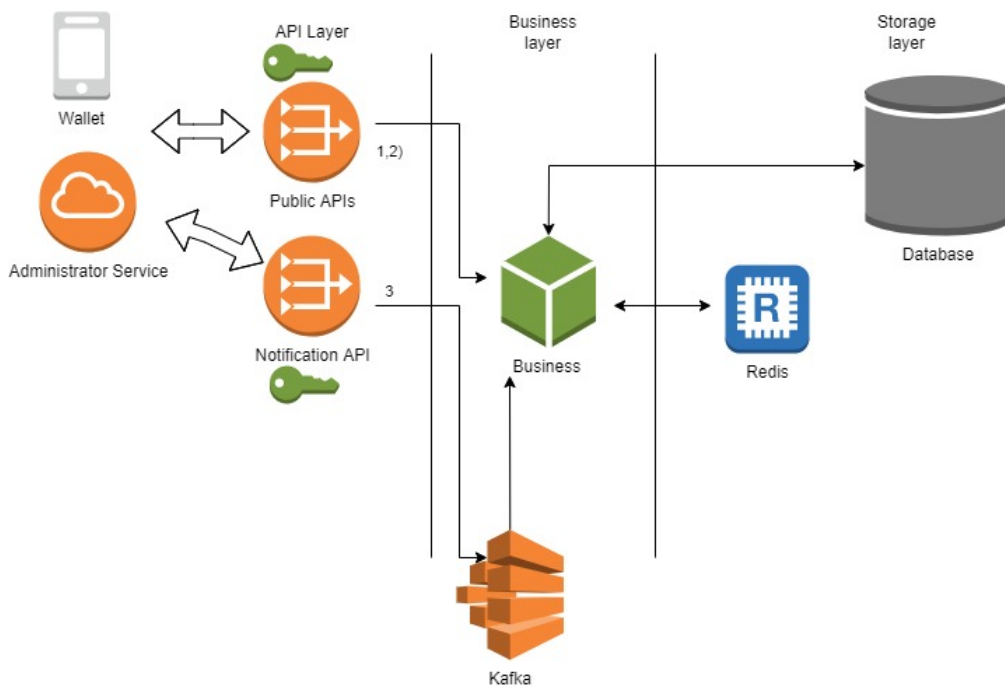 API Layer
Business
layer
Storage
layer
Wallet
1,2)
Public APIs
Administrator Service
Database
3
Notification API
Business
R
Redis
Kafka